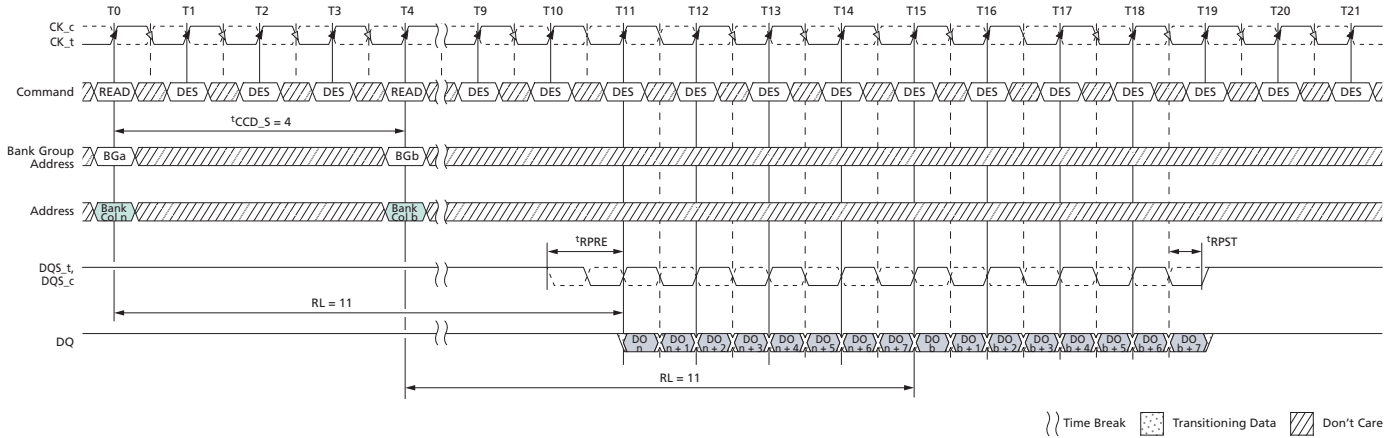 T0 T1 T2 T3 T4 T9 T10 T11 T12 T13 T14 T15 T16 T17 T18 T19 T20 T21
CK_c
CK_t
Command READ DES DES DES READ DES DES DES DES DES DES DES DES DES DES DES DES DES
tCCD_S = 4
Bank Group
Address
BGa BGb
Address
Bank
Col n
Bank
Col b
tRPRE tRPST
DQS_t,
DQS_c
RL = 11
DQ
DO
n
DO
n + 1
DO
n + 2
DO
n + 3
DO
n + 4
DO
n + 5
DO
n + 6
DO
n + 7
DO
b
DO
b + 1
DO
b + 2
DO
b + 3
DO
b + 4
DO
b + 5
DO
b + 6
DO
b + 7
RL = 11
Time Break Transitioning Data Don't Care